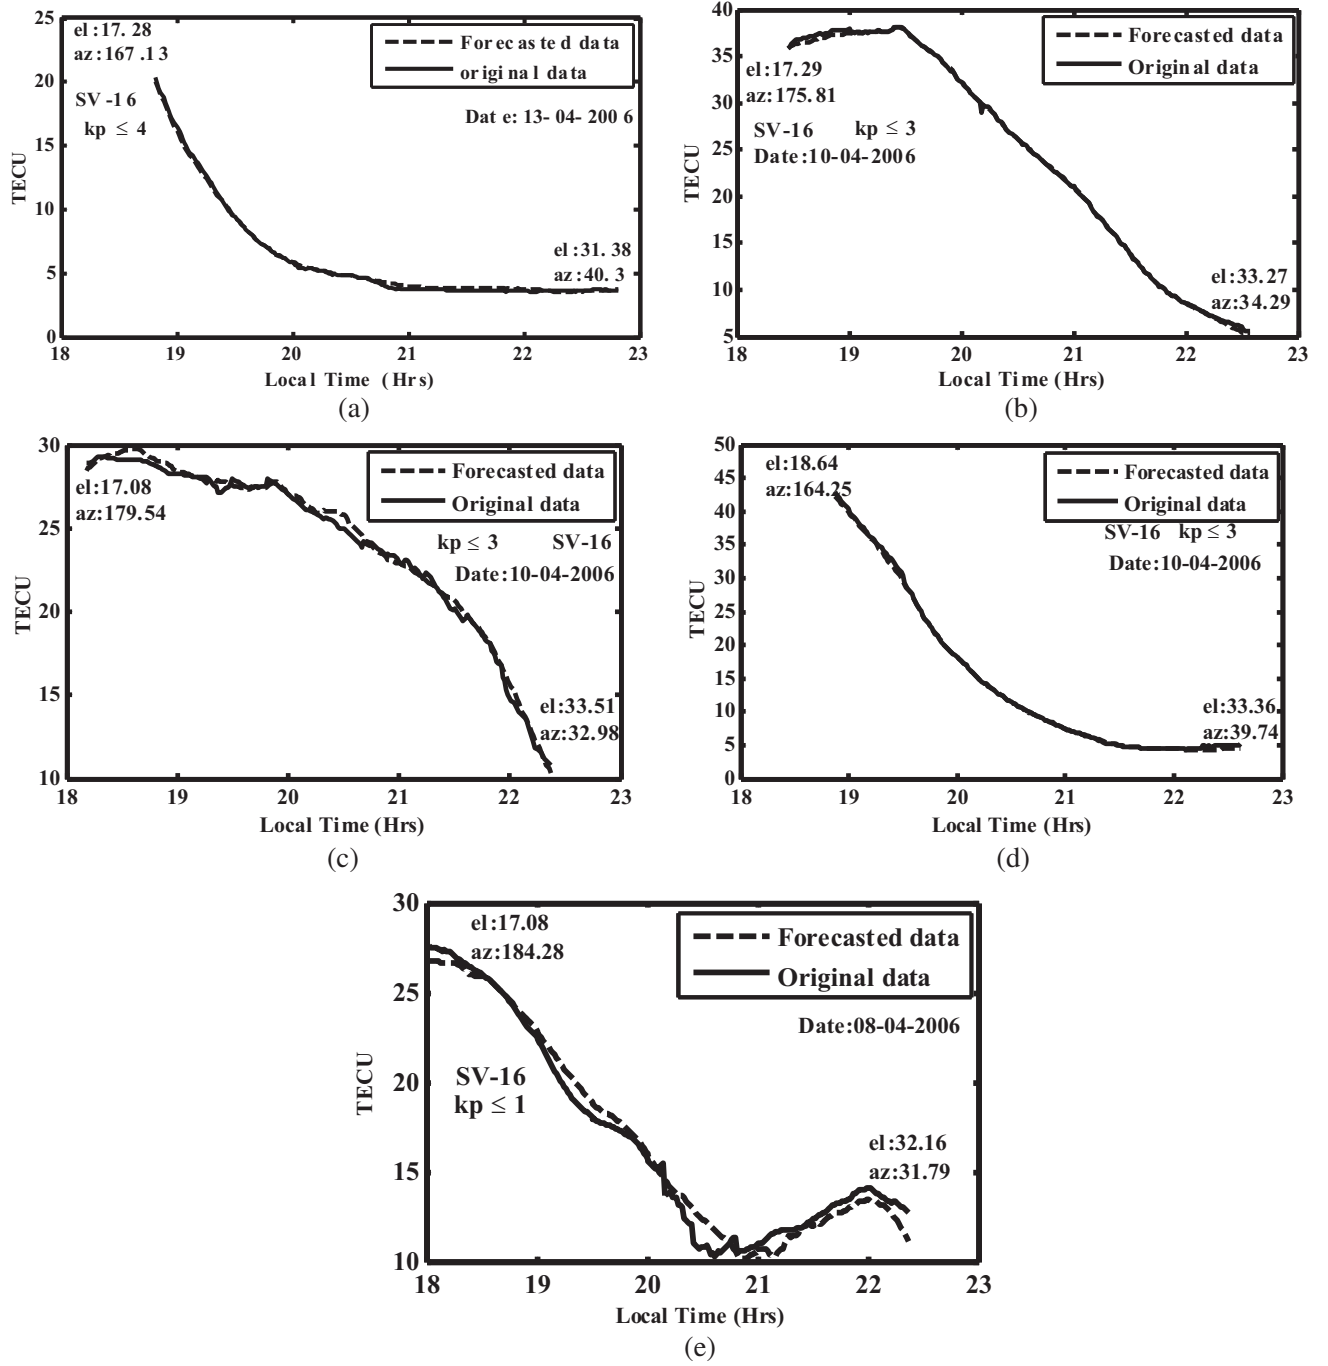 25
20
15
10
5
0
TECU
el:17.28
az:167.13
SV-16
kp ≤ 4
Forecasted data
original data
Date: 13-04-2006
el:31.38
az:40.3
18 19 20 21 22 23
Local Time (Hrs)
(a)
40
35
30
25
20
15
10
5
TECU
Forecasted data
Original data
el:17.29
az:175.81
SV-16 kp ≤ 3
Date:10-04-2006
el:33.27
az:34.29
18 19 20 21 22 23
Local Time (Hrs)
(b)
30
25
20
15
10
TECU
Forecasted data
Original data
el:17.08
az:179.54
kp ≤ 3 SV-16
Date:10-04-2006
el:33.51
az:32.98
18 19 20 21 22 23
Local Time (Hrs)
(c)
50
45
40
35
30
25
20
15
10
5
0
TECU
el:18.64
az:164.25
Forecasted data
Original data
SV-16 kp ≤ 3
Date:10-04-2006
el:33.36
az:39.74
18 19 20 21 22 23
Local Time (Hrs)
(d)
30
25
20
15
10
TECU
el:17.08
az:184.28
Forecasted data
Original data
Date:08-04-2006
SV-16
kp ≤ 1
el:32.16
az:31.79
18 19 20 21 22 23
Local Time (Hrs)
(e)